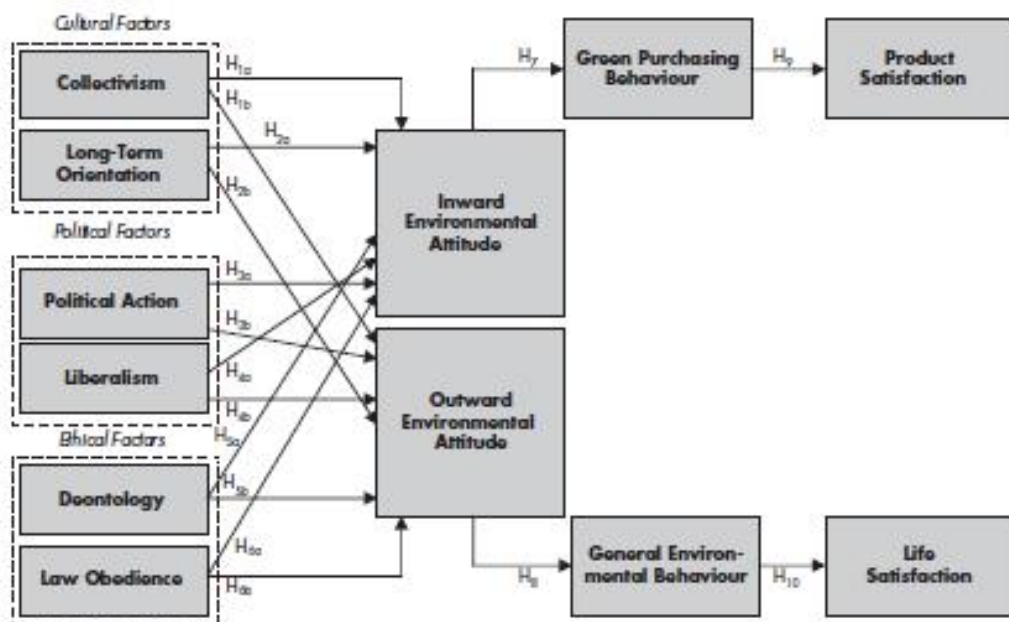 Cultural Factors
Collectivism
Long-Term
Orientation
Political Factors
Political Action
Liberalism
Ethical Factors
Deontology
Law Obedience
H1a
H1b
H2a
H2b
H3a
H3b
H4a
H4b
H5a
H5b
H6a
H6a
Inward
Environmental
Attitude
Outward
Environmental
Attitude
H7
Green Purchasing
Behaviour
H9
Product
Satisfaction
H8
General Environ-
mental Behaviour
H10
Life
Satisfaction